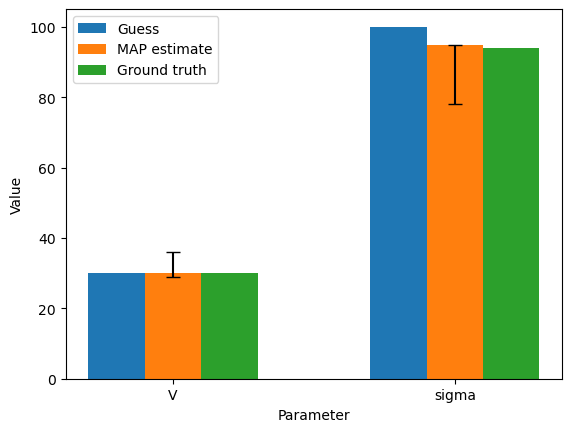 Guess
MAP estimate
Ground truth
100
80
60
40
20
0
Value
V
sigma
Parameter